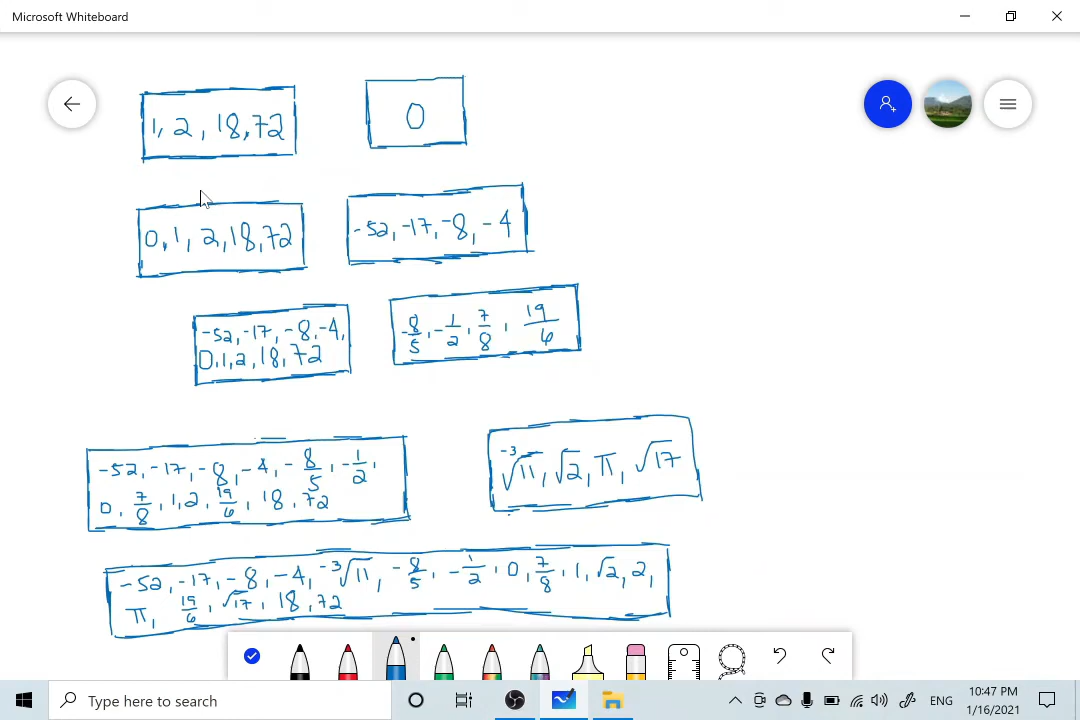 Microsoft Whiteboard
1, 2, 18, 72
0
0, 1, 2, 18, 72
-52, -17, -8, -4
-52, -17, -8, -4,
0, 1, 2, 18, 72
-8/5, -1/2, 7/8, 19/6
-52, -17, -8, -4, -8/5, -1/2,
0, 7/8, 1, 2, 19/6, 18, 72
-³√11, √2, π, √17
-52, -17, -8, -4, -³√11, -8/5, -1/2, 0, 7/8, 1, √2, 2,
π, 19/6, √17, 18, 72
Type here to search
ENG
10:47 PM
1/16/2021